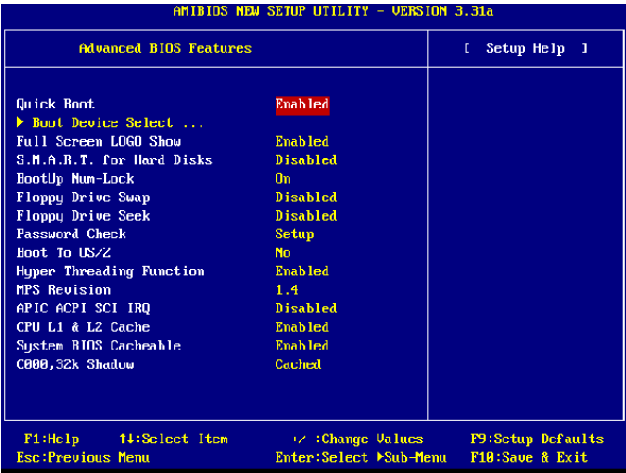 AMIBIOS NEW SETUP UTILITY - VERSION 3.31a
Advanced BIOS Features
[ Setup Help ]
Quick Boot Enabled
▶ Boot Device Select ...
Full Screen LOGO Show Enabled
S.M.A.R.T. for Hard Disks Disabled
BootUp Num-Lock On
Floppy Drive Swap Disabled
Floppy Drive Seek Disabled
Password Check Setup
Boot To OS/2 No
Hyper Threading Function Enabled
MPS Revision 1.4
APIC ACPI SCI IRQ Disabled
CPU L1 & L2 Cache Enabled
System BIOS Cacheable Enabled
C000,32k Shadow Cached
F1:Help ↑↓:Select Item +/-:Change Values F9:Setup Defaults
Esc:Previous Menu Enter:Select ▶Sub-Menu F10:Save & Exit